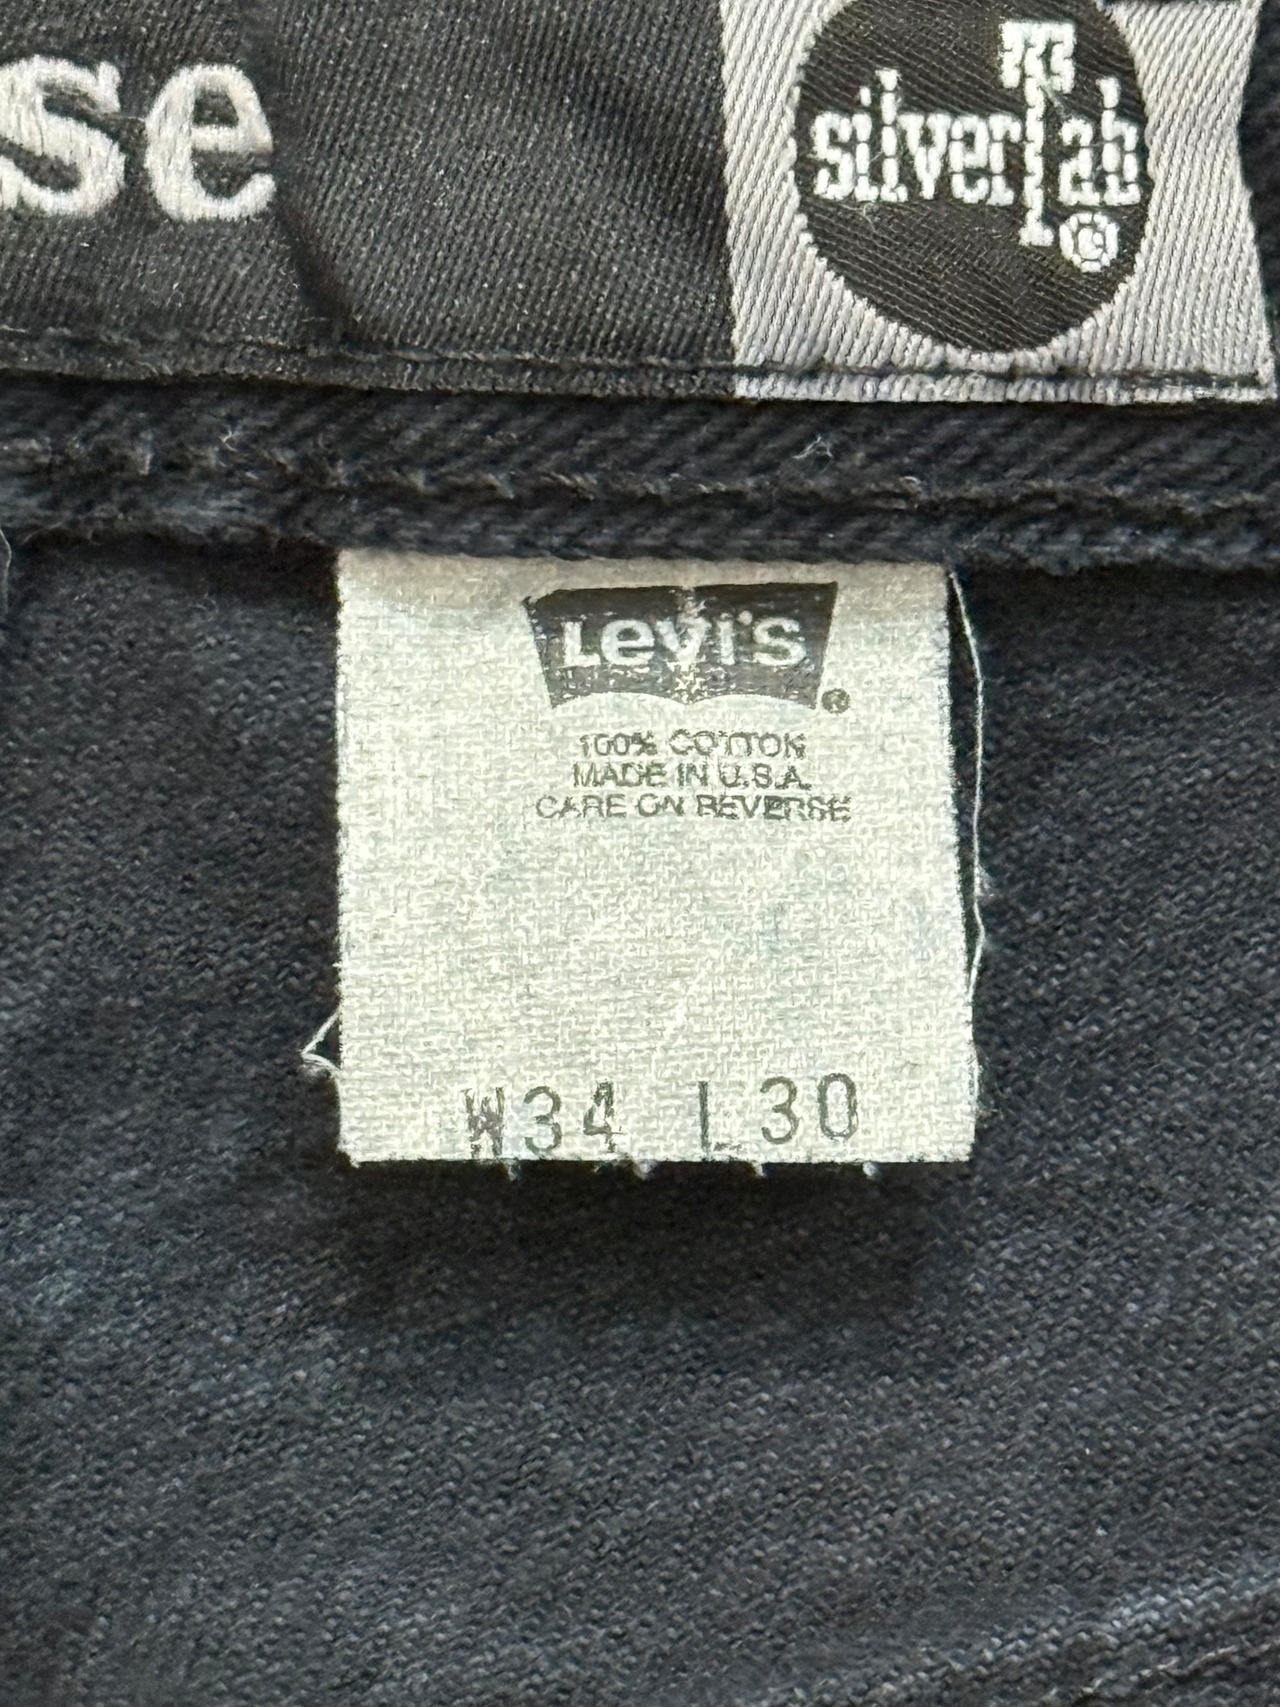 se
silverTab®
Levi's®
100% COTTON
MADE IN U.S.A.
CARE ON REVERSE
W34 L30